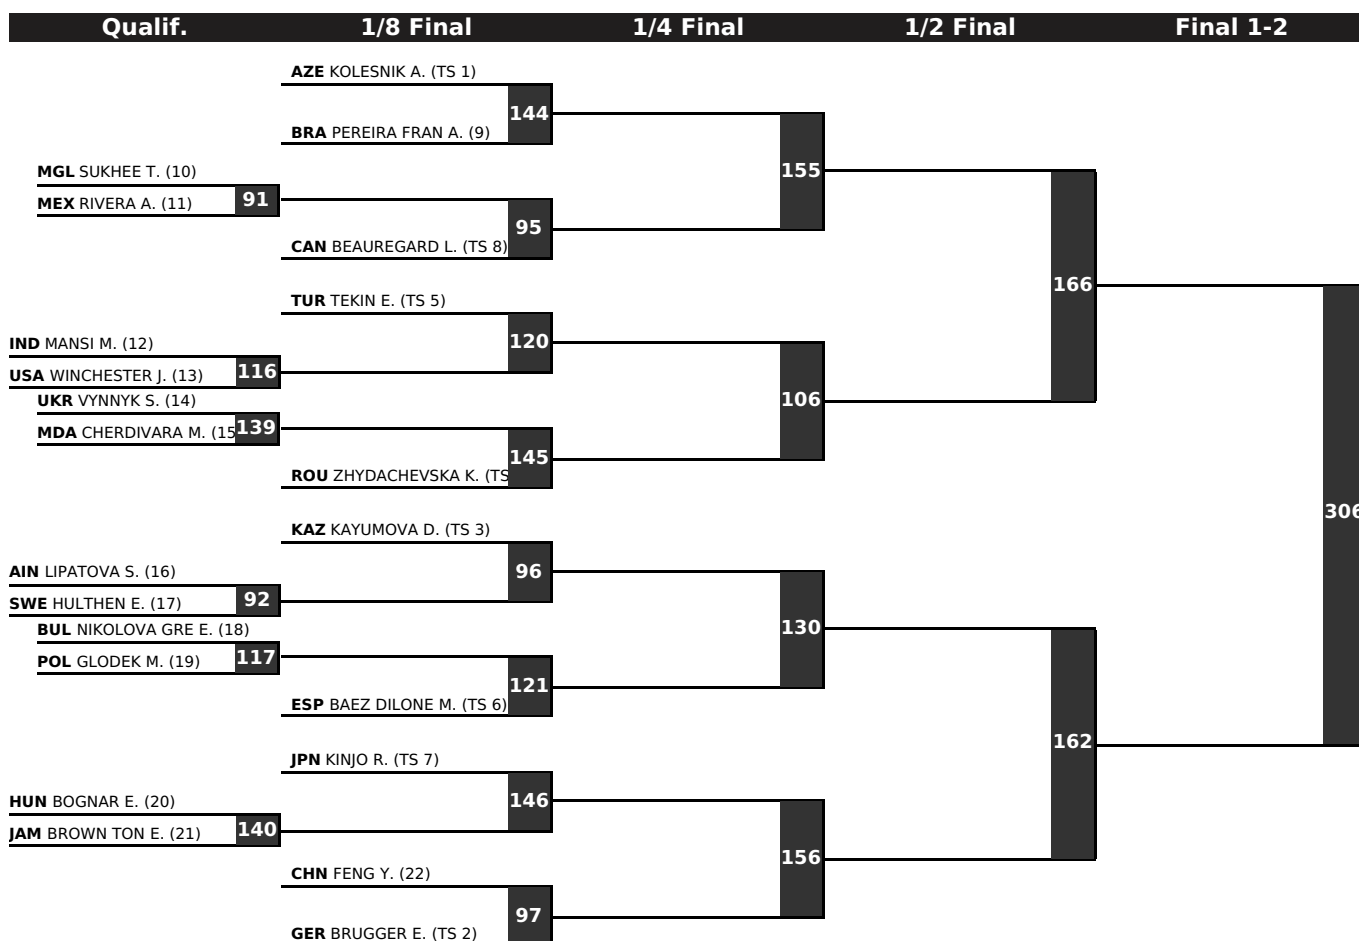 Qualif. 1/8 Final 1/4 Final 1/2 Final Final 1-2
AZE KOLESNIK A. (TS 1)
144
BRA PEREIRA FRAN A. (9)
MGL SUKHEE T. (10)
155
91
MEX RIVERA A. (11)
95
CAN BEAUREGARD L. (TS 8)
166
TUR TEKIN E. (TS 5)
120
IND MANSI M. (12)
116
USA WINCHESTER J. (13)
106
UKR VYNNYK S. (14)
139
MDA CHERDIVARA M. (15
145
ROU ZHYDACHEVSKA K. (TS
306
KAZ KAYUMOVA D. (TS 3)
96
AIN LIPATOVA S. (16)
92
SWE HULTHEN E. (17)
130
BUL NIKOLOVA GRE E. (18)
117
POL GLODEK M. (19)
121
ESP BAEZ DILONE M. (TS 6)
162
JPN KINJO R. (TS 7)
146
HUN BOGNAR E. (20)
140
JAM BROWN TON E. (21)
156
CHN FENG Y. (22)
97
GER BRUGGER E. (TS 2)